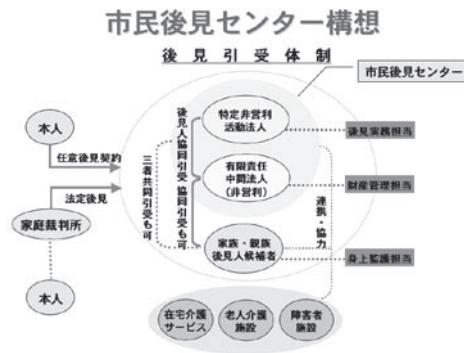 市民後見センター構想
後見引受体制
市民後見センター
本人
任意後見契約
法定後見
家庭裁判所
本人
三者共同引受も可
後見人協同引受
協同引受も可
特定非営利
活動法人
有限責任
中間法人
(非営利)
家族・親族
後見人候補者
後見実務担当
財産管理担当
身上監護担当
連携・協力
在宅介護
サービス
老人介護
施設
障害者
施設